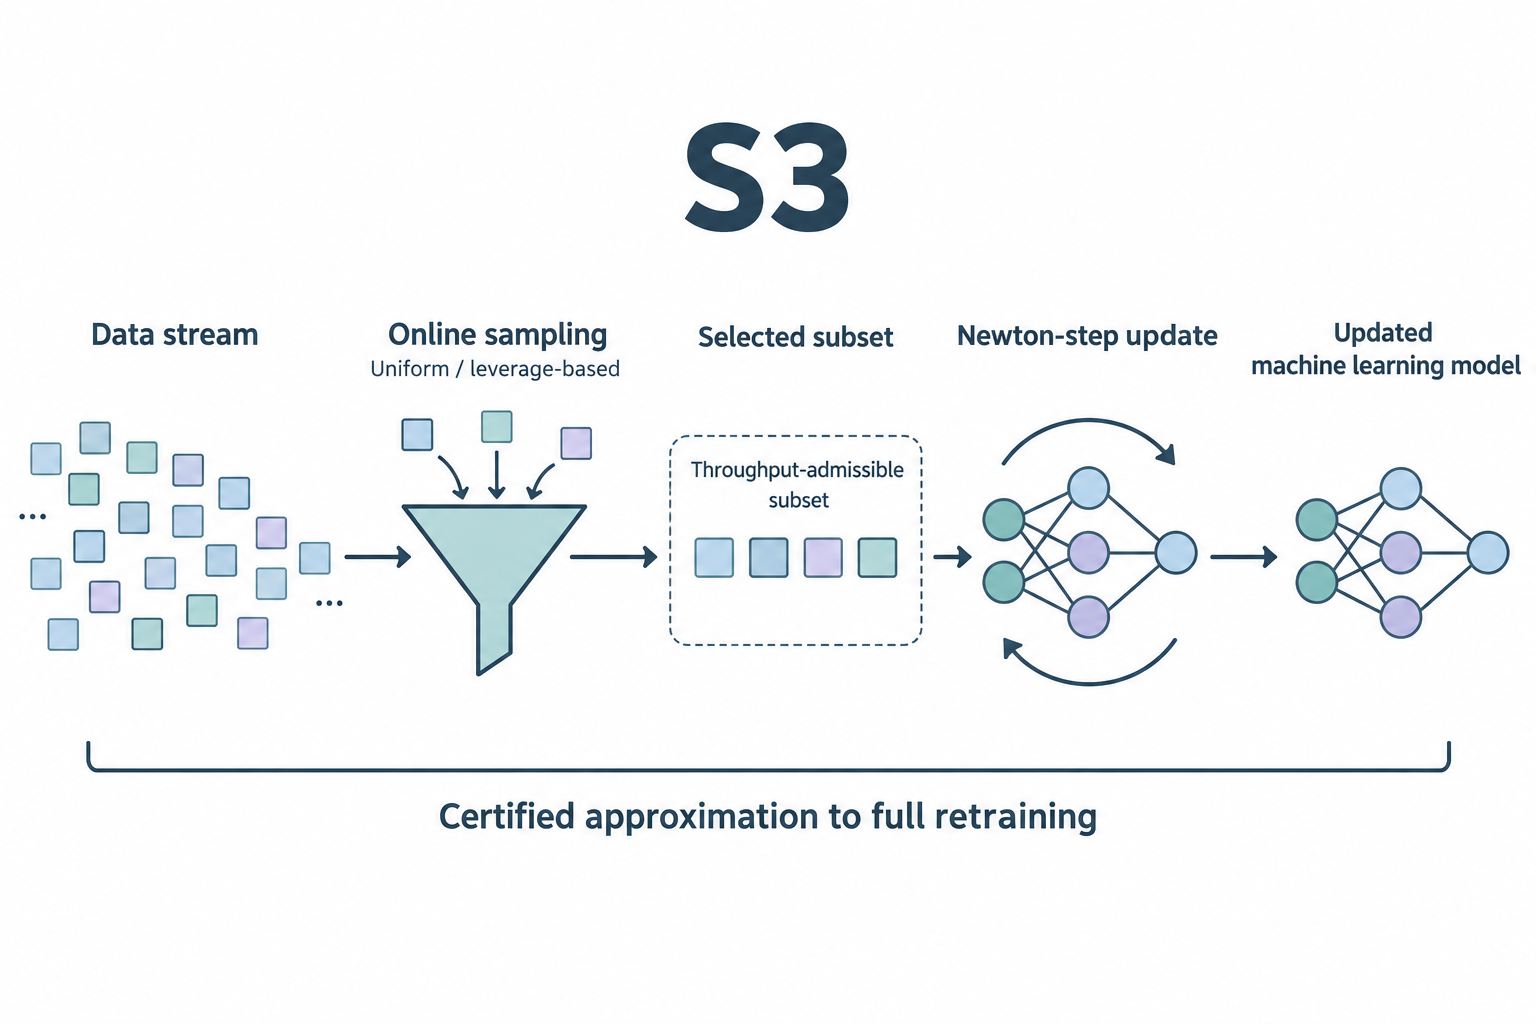 S3
Data stream
Online sampling
Uniform / leverage-based
Selected subset
Newton-step update
Updated
machine learning model
...
...
Throughput-admissible
subset
Certified approximation to full retraining